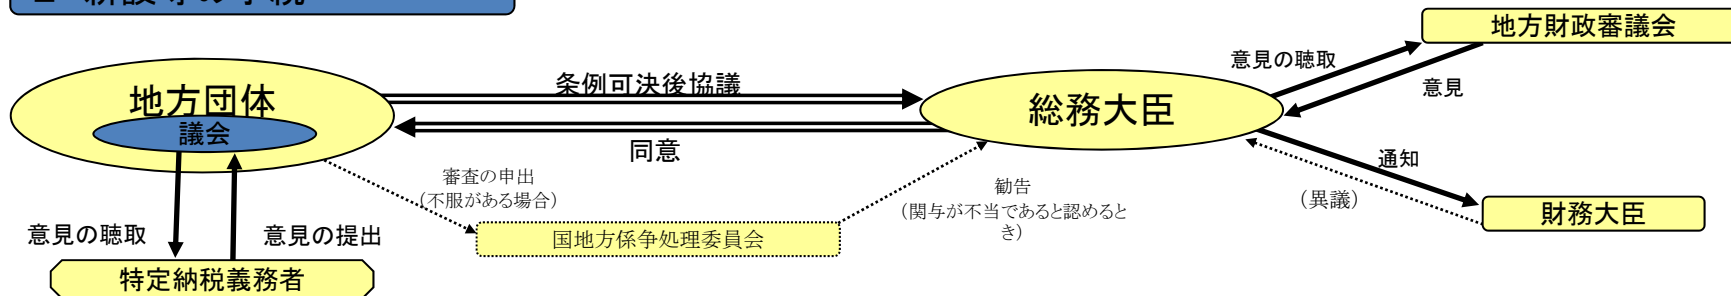 地方財政審議会
意見の聴取
意見
地方団体
議会
条例可決後協議
総務大臣
同意
通知
審査の申出
（不服がある場合）
勧告
（関与が不当であると認めると
き）
（異議）
財務大臣
国地方係争処理委員会
意見の聴取
意見の提出
特定納税義務者